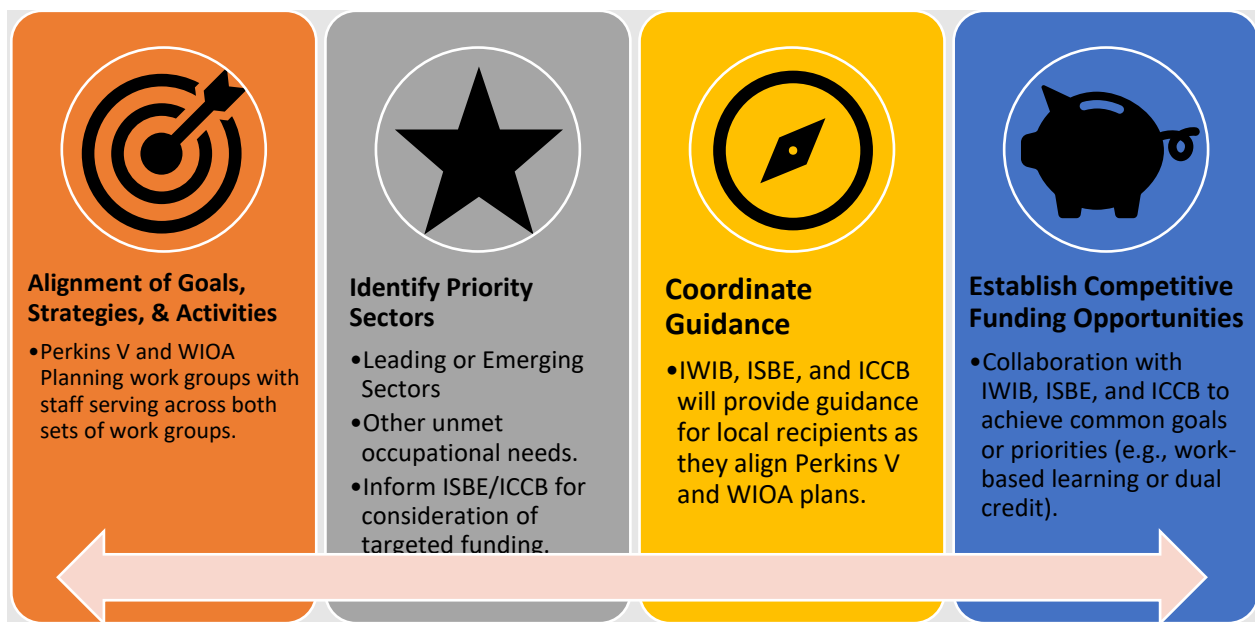 Alignment of Goals,
Strategies, & Activities
•Perkins V and WIOA
Planning work groups with
staff serving across both
sets of work groups.
Identify Priority
Sectors
•Leading or Emerging
Sectors
•Other unmet
occupational needs.
•Inform ISBE/ICCB for
consideration of
targeted funding.
Coordinate
Guidance
•IWIB, ISBE, and ICCB
will provide guidance
for local recipients as
they align Perkins V
and WIOA plans.
Establish Competitive
Funding Opportunities
•Collaboration with
IWIB, ISBE, and ICCB to
achieve common goals
or priorities (e.g., work-
based learning or dual
credit).